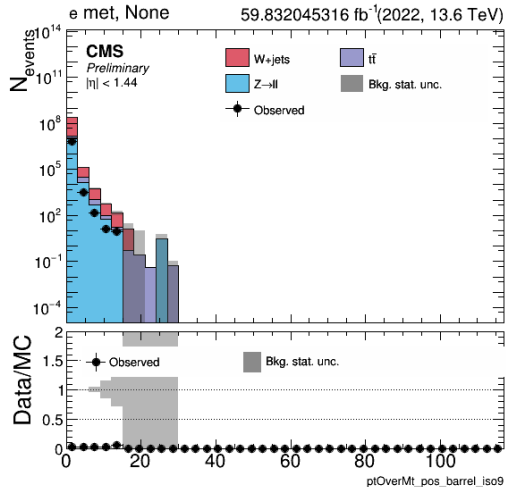 e met, None
59.832045316 fb⁻¹(2022, 13.6 TeV)
N_events
10¹⁴
10¹¹
10⁸
10⁵
10²
10⁻¹
10⁻⁴
CMS
Preliminary
|η| < 1.44
W+jets
tt̄
Z→ll
Bkg. stat. unc.
Observed
Data/MC
2
1.5
1
0.5
0
Observed
Bkg. stat. unc.
0 20 40 60 80 100
ptOverMt_pos_barrel_iso9